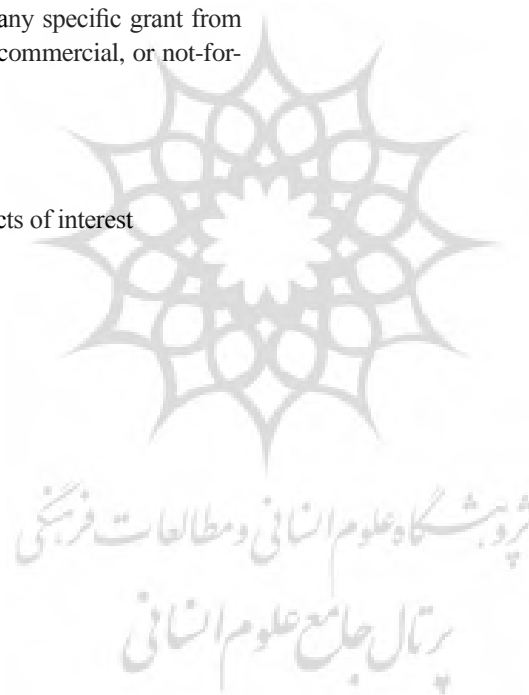 any specific grant from
commercial, or not-for-
cts of interest
پژوهشگاه علوم انسانی و مطالعات فرهنگی
پرتال جامع علوم انسانی